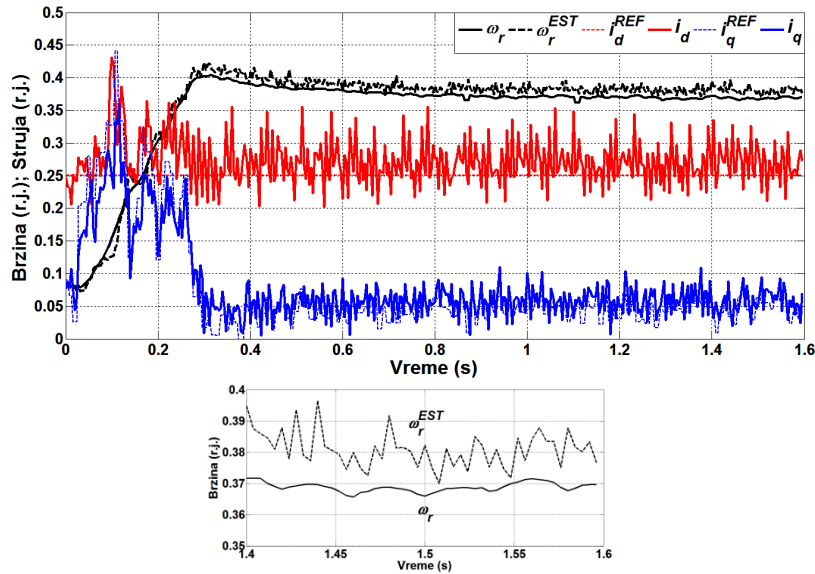 0.5
0.45
0.4
0.35
0.3
0.25
0.2
0.15
0.1
0.05
0
Brzina (r.j.); Struja (r.j.)
ω_r ω_r^EST i_d^REF i_d i_q^REF i_q
0 0.2 0.4 0.6 0.8 1 1.2 1.4 1.6
Vreme (s)
0.4
0.39
0.38
0.37
0.36
0.35
Brzina (r.j.)
ω_r^EST
ω_r
1.4 1.45 1.5 1.55 1.6
Vreme (s)